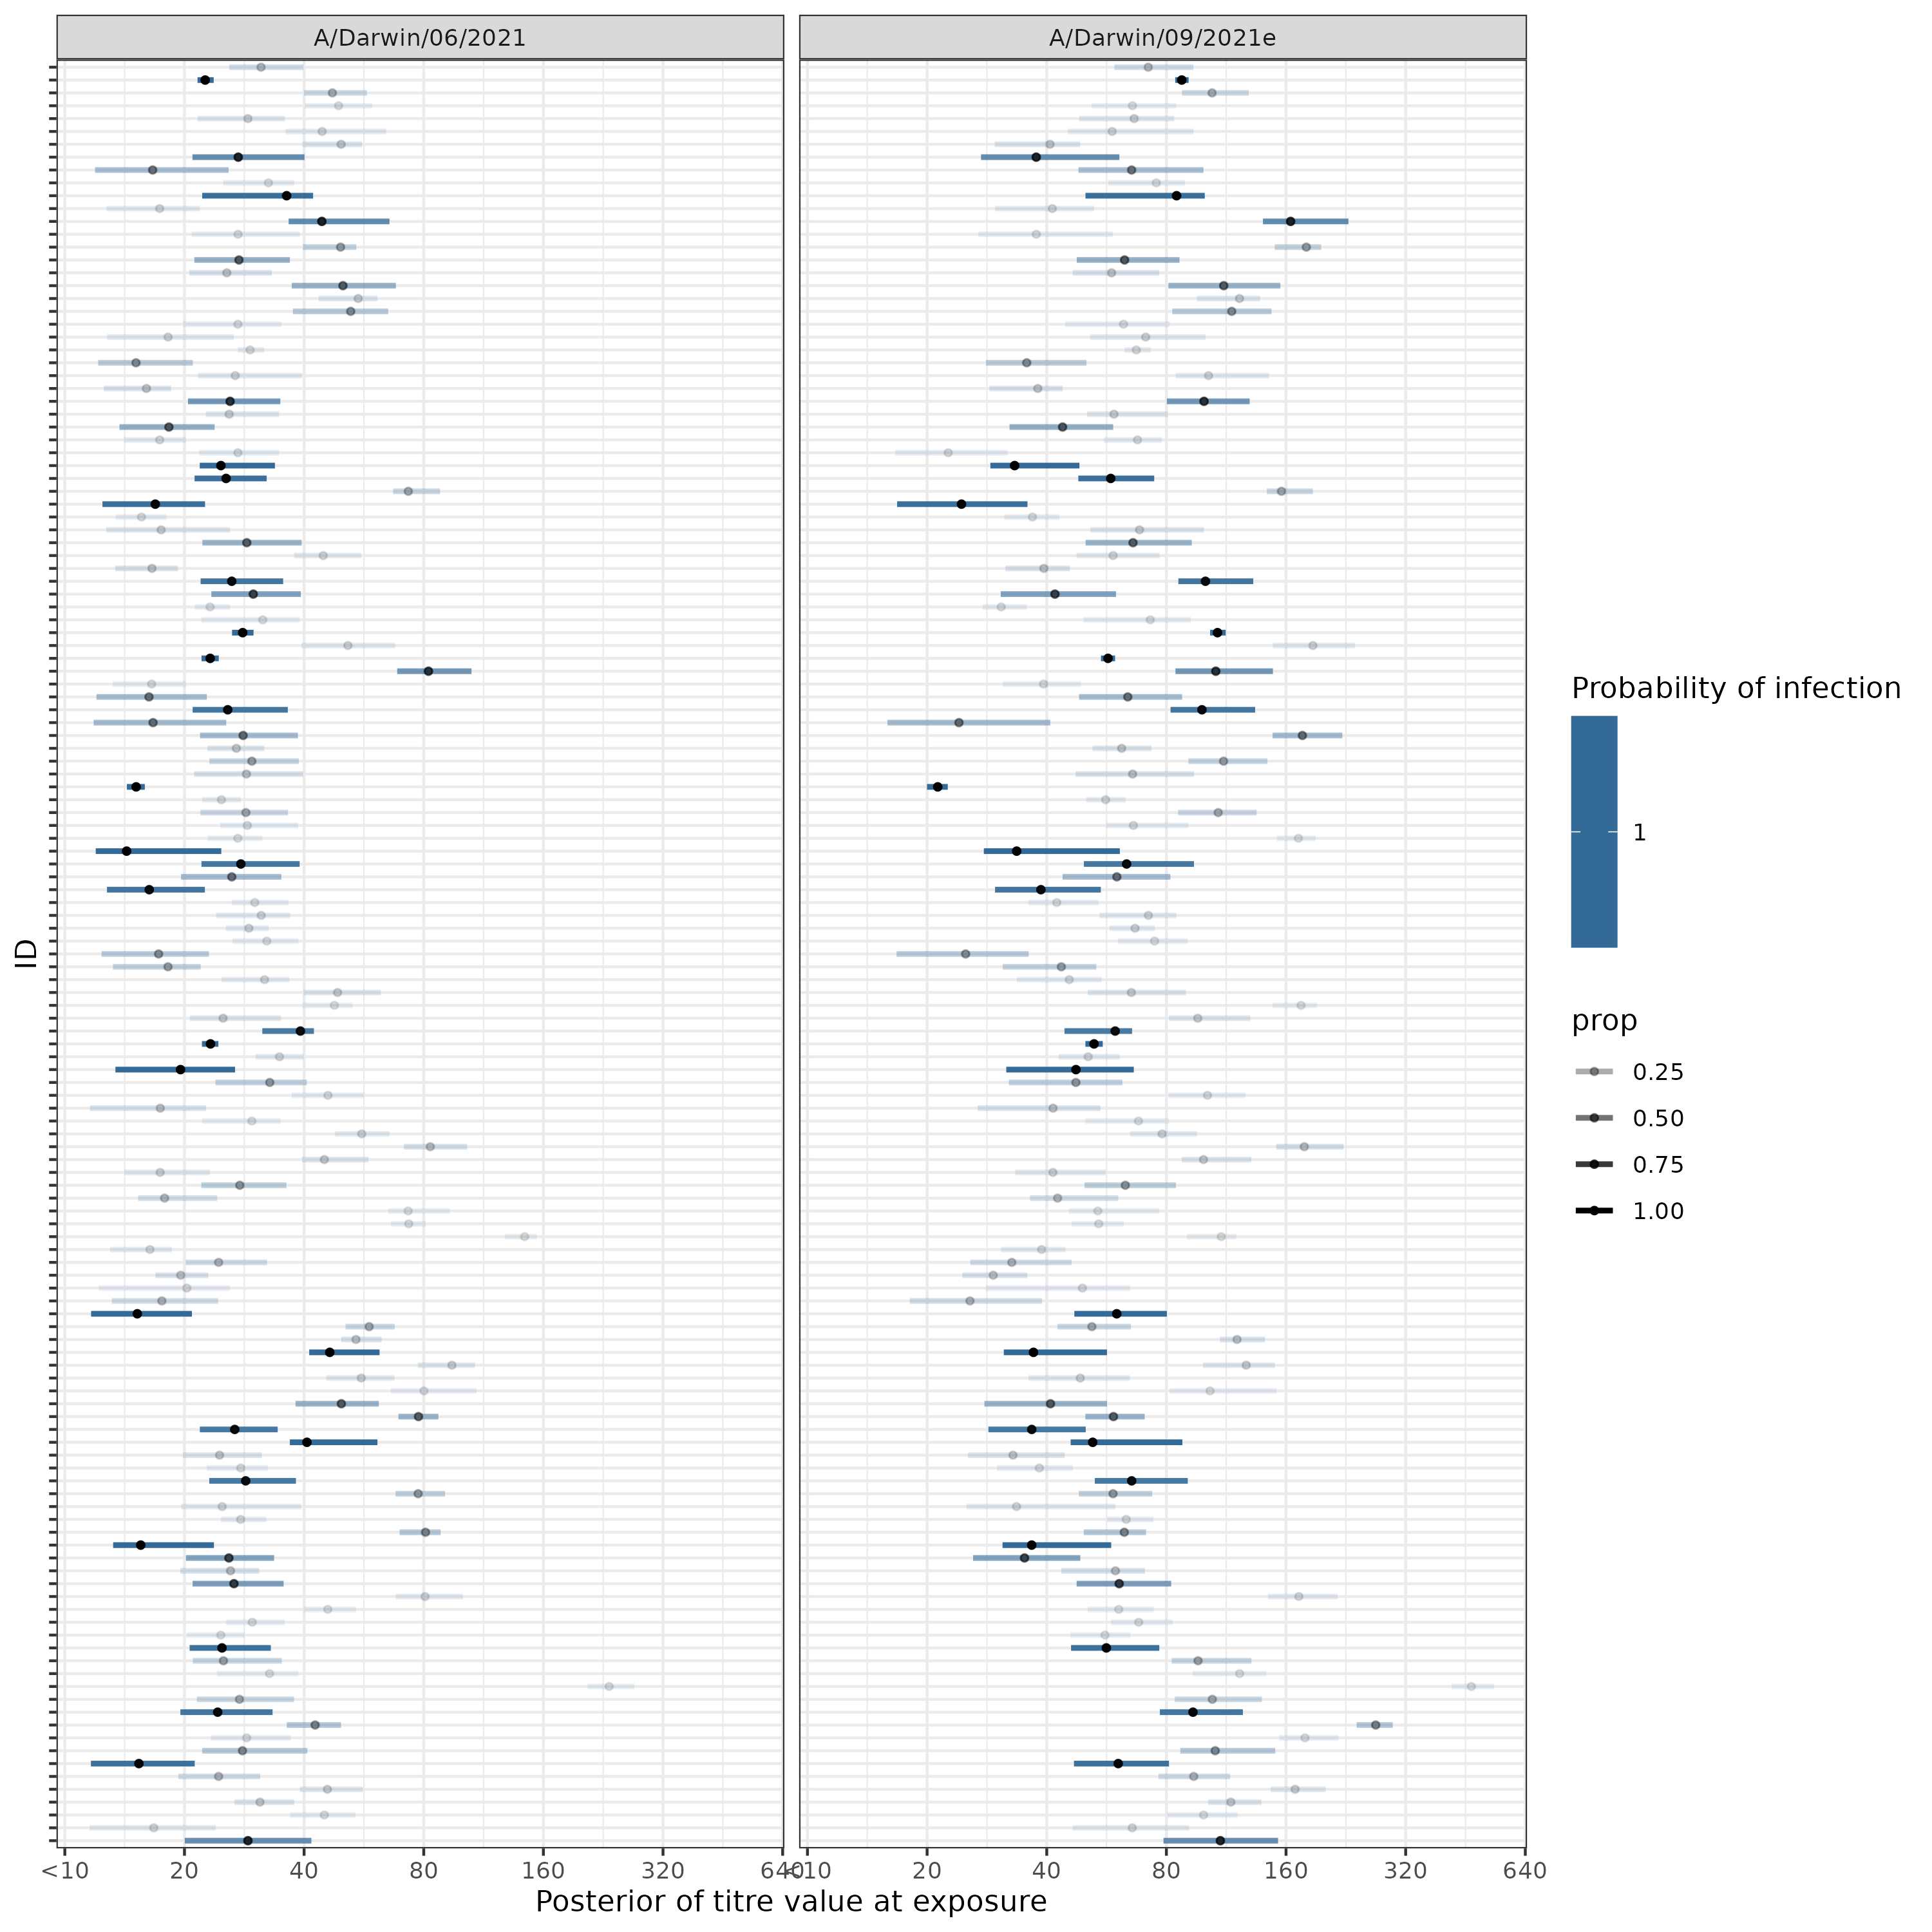 A/Darwin/06/2021
A/Darwin/09/2021e
ID
<10 20 40 80 160 320 640
<10 20 40 80 160 320 640
Posterior of titre value at exposure
Probability of infection
1
prop
0.25
0.50
0.75
1.00